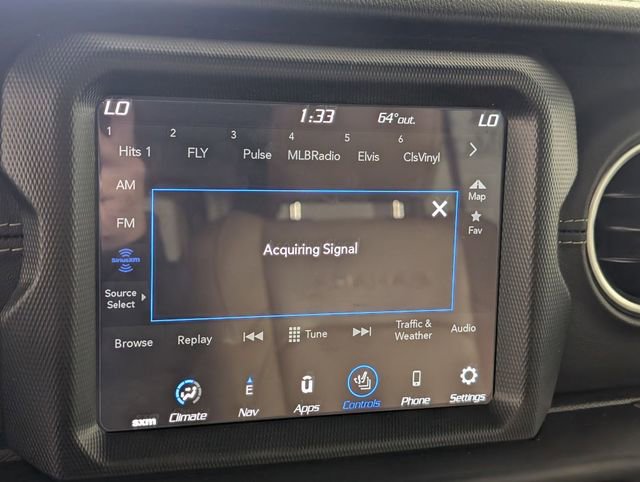 LO 1:33 64°out. LO
1 2 3 4 5 6
Hits 1 FLY Pulse MLBRadio Elvis ClsVinyl
AM
Map
FM
Fav
siriusxm
Acquiring Signal
Source
Select
Browse Replay Tune Traffic & Audio
Weather
E
Climate Nav Apps Controls Phone Settings
sxm